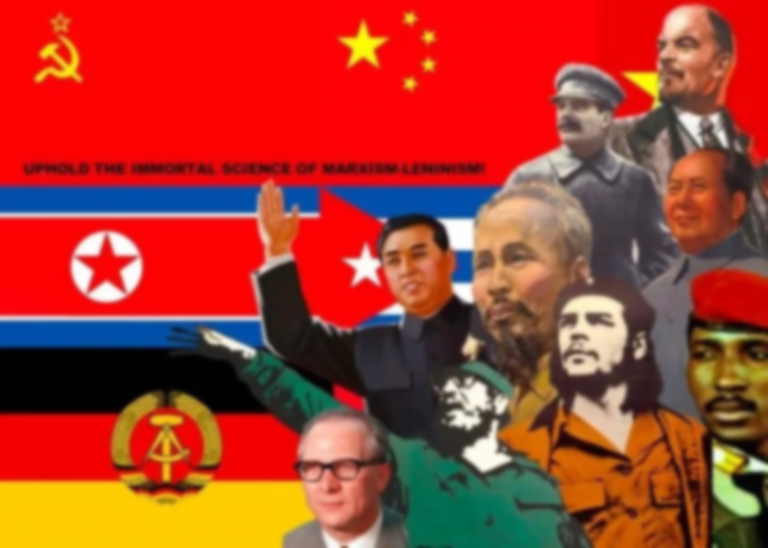 UPHOLD THE IMMORTAL SCIENCE OF MARXISM-LENINISM!